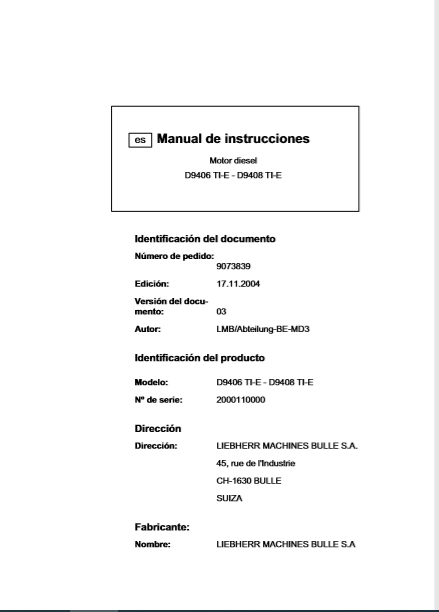 es Manual de instrucciones
Motor diesel
D9406 TI-E - D9408 TI-E
Identificación del documento
Número de pedido:
9073839
Edición: 17.11.2004
Versión del docu-
mento: 03
Autor: LMB/Abteilung-BE-MD3
Identificación del producto
Modelo: D9406 TI-E - D9408 TI-E
Nº de serie: 2000110000
Dirección
Dirección: LIEBHERR MACHINES BULLE S.A.
45, rue de l'Industrie
CH-1630 BULLE
SUIZA
Fabricante:
Nombre: LIEBHERR MACHINES BULLE S.A